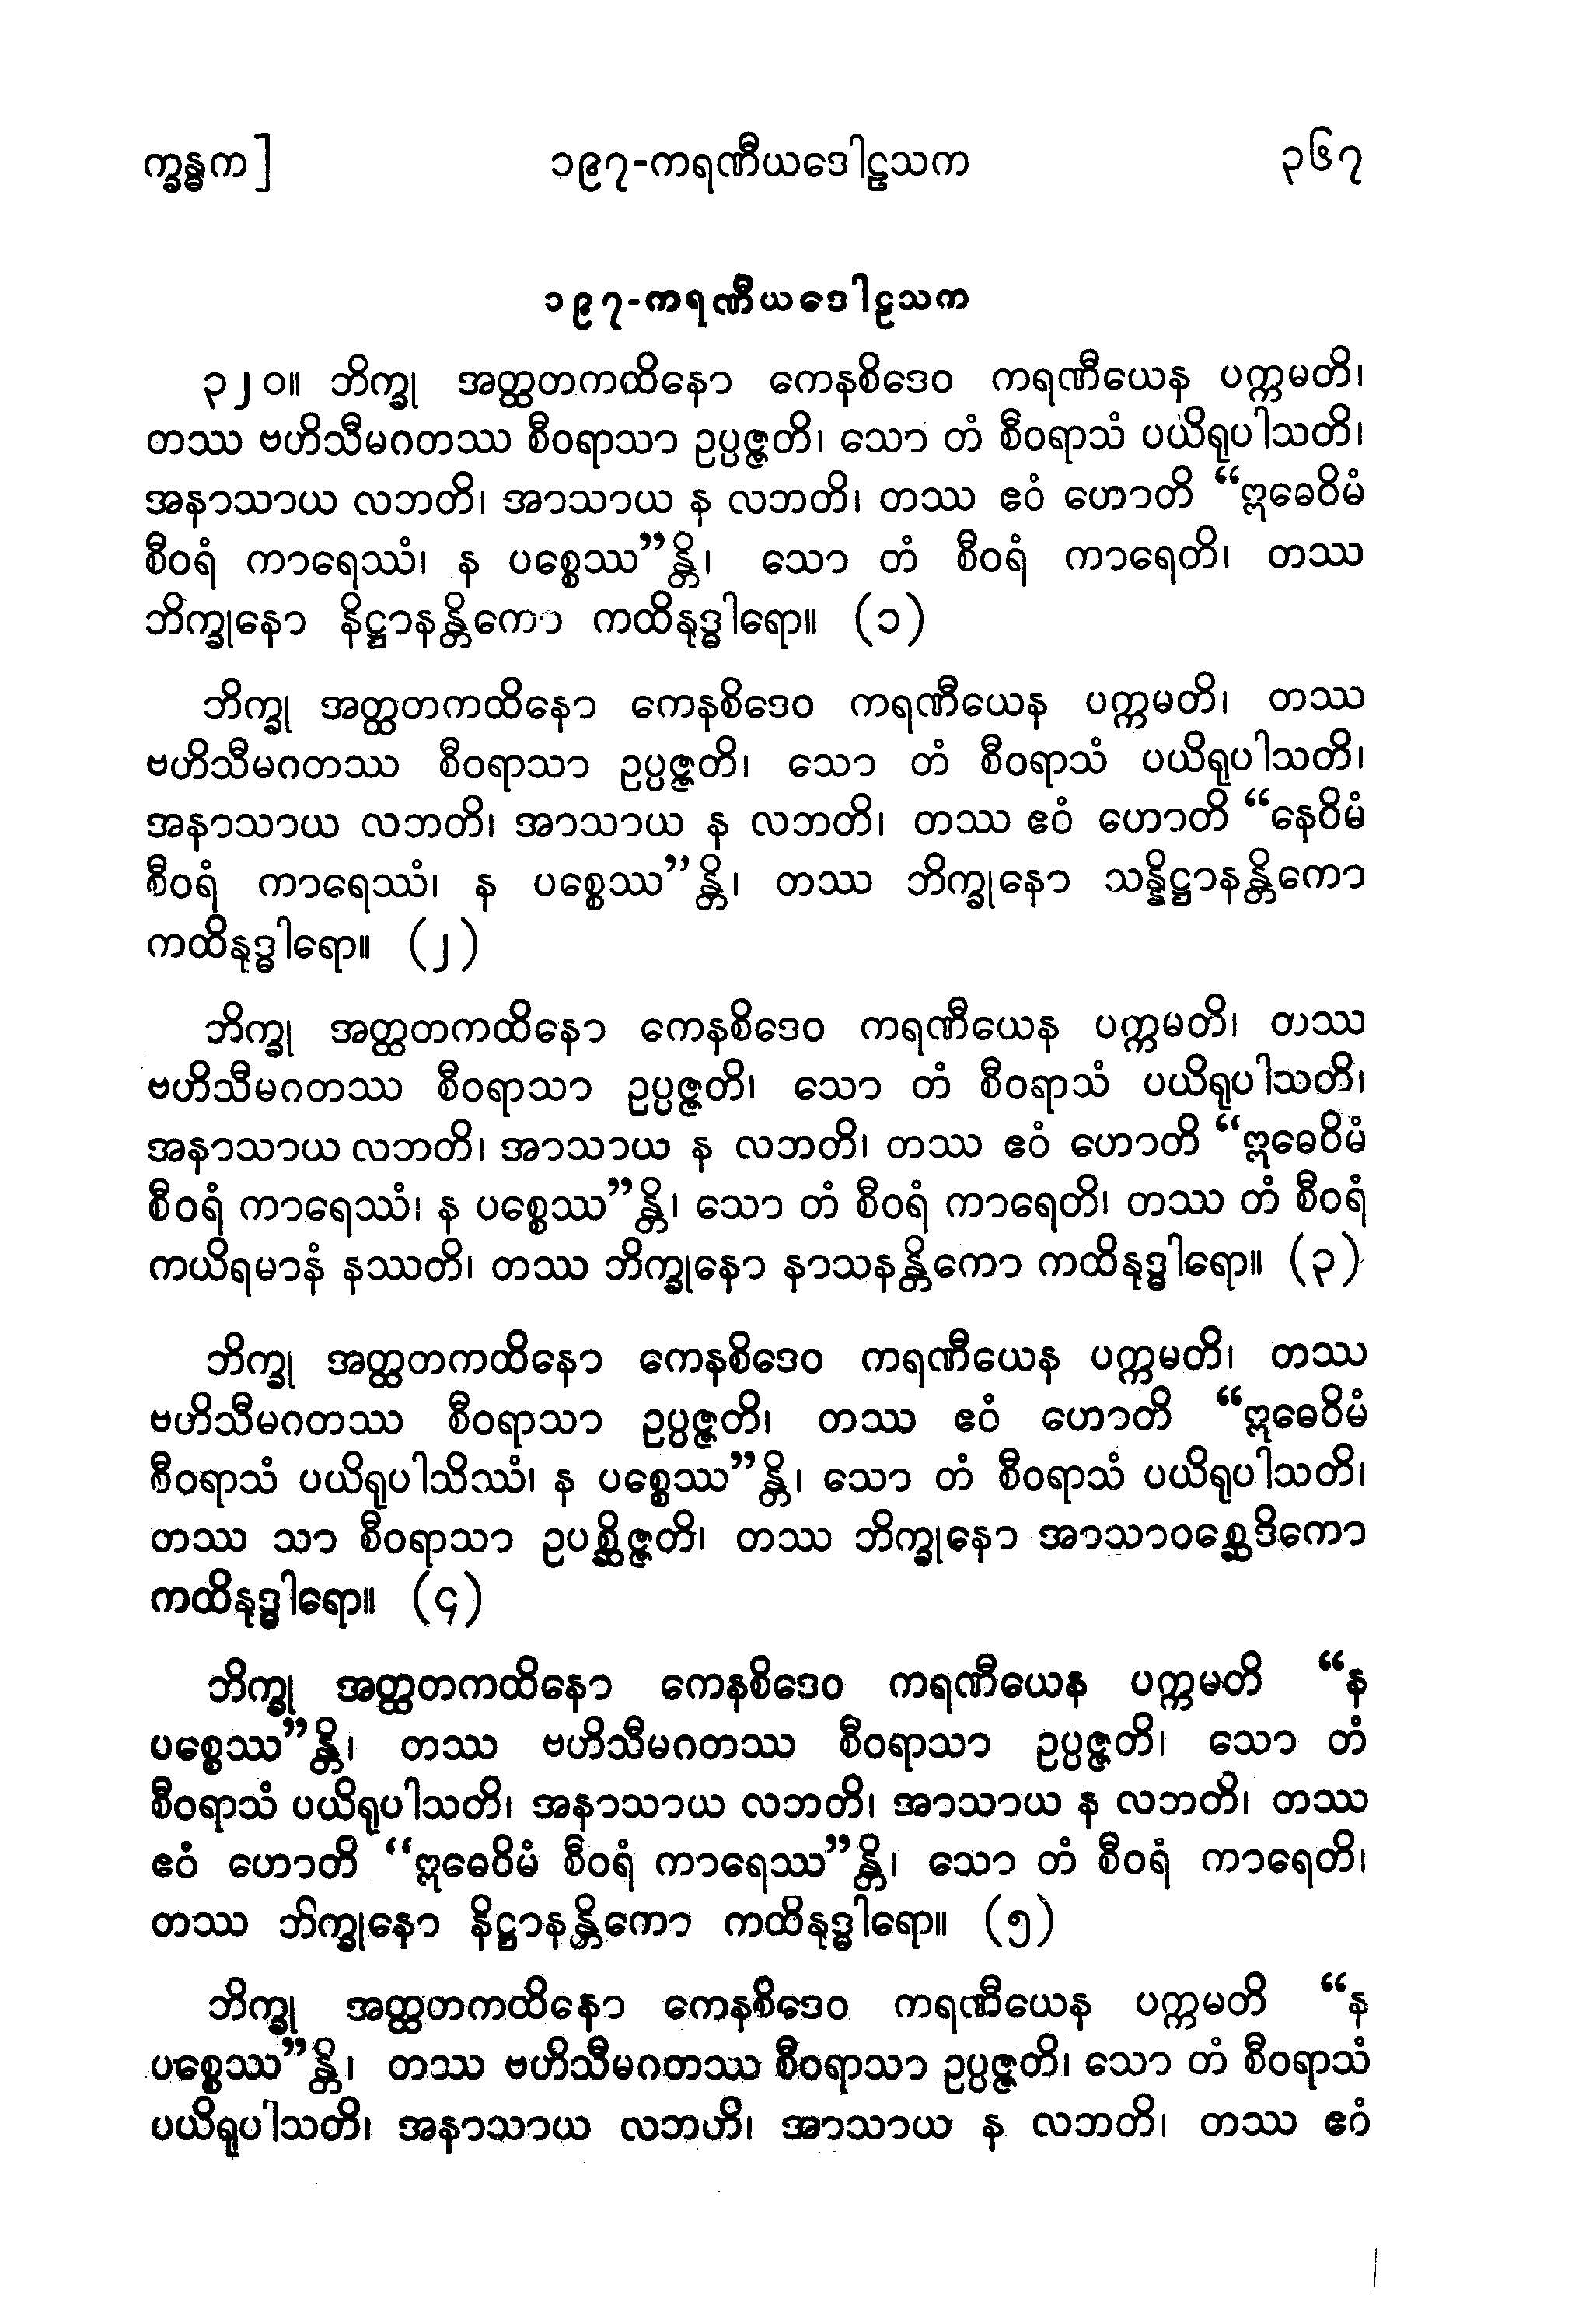 က္ခန္ဓက]
၁၉၇-ကရဏီယဒေါဠသက
၃၆၇
၁၉၇-ကရဏီယဒေါဠသက
၃၂၀။ ဘိက္ခု အတ္ထတကထိနော ကေနစိဒေဝ ကရဏီယေန ပက္ကမတိ၊
တဿ ဗဟိသီမဂတဿ စီဝရာသာ ဥပ္ပဇ္ဇတိ၊ သော တံ စီဝရာသံ ပယိရုပါသတိ၊
အနာသာယ လဘတိ၊ အာသာယ န လဘတိ၊ တဿ ဧဝံ ဟောတိ “ဣဓေဝိမံ
စီဝရံ ကာရေဿံ၊ န ပစ္စေဿ”န္တိ၊ သော တံ စီဝရံ ကာရေတိ၊ တဿ
ဘိက္ခုနော နိဋ္ဌာနန္တိကော ကထိနုဒ္ဓါရော။ (၁)
ဘိက္ခု အတ္ထတကထိနော ကေနစိဒေဝ ကရဏီယေန ပက္ကမတိ၊ တဿ
ဗဟိသီမဂတဿ စီဝရာသာ ဥပ္ပဇ္ဇတိ၊ သော တံ စီဝရာသံ ပယိရုပါသတိ၊
အနာသာယ လဘတိ၊ အာသာယ န လဘတိ၊ တဿ ဧဝံ ဟောတိ “နေဝိမံ
စီဝရံ ကာရေဿံ၊ န ပစ္စေဿ”န္တိ၊ တဿ ဘိက္ခုနော သန္နိဋ္ဌာနန္တိကော
ကထိနုဒ္ဓါရော။ (၂)
ဘိက္ခု အတ္ထတကထိနော ကေနစိဒေဝ ကရဏီယေန ပက္ကမတိ၊ တဿ
ဗဟိသီမဂတဿ စီဝရာသာ ဥပ္ပဇ္ဇတိ၊ သော တံ စီဝရာသံ ပယိရုပါသတိ၊
အနာသာယ လဘတိ၊ အာသာယ န လဘတိ၊ တဿ ဧဝံ ဟောတိ “ဣဓေဝိမံ
စီဝရံ ကာရေဿံ၊ န ပစ္စေဿ”န္တိ၊ သော တံ စီဝရံ ကာရေတိ၊ တဿ တံ စီဝရံ
ကယိရမာနံ နဿတိ၊ တဿ ဘိက္ခုနော နာသနန္တိကော ကထိနုဒ္ဓါရော။ (၃)
ဘိက္ခု အတ္ထတကထိနော ကေနစိဒေဝ ကရဏီယေန ပက္ကမတိ၊ တဿ
ဗဟိသီမဂတဿ စီဝရာသာ ဥပ္ပဇ္ဇတိ၊ တဿ ဧဝံ ဟောတိ “ဣဓေဝိမံ
စီဝရာသံ ပယိရုပါသိဿံ၊ န ပစ္စေဿ”န္တိ၊ သော တံ စီဝရာသံ ပယိရုပါသတိ၊
တဿ သာ စီဝရာသာ ဥပစ္ဆိဇ္ဇတိ၊ တဿ ဘိက္ခုနော အာသာဝစ္ဆေဒိကော
ကထိနုဒ္ဓါရော။ (၄)
ဘိက္ခု အတ္ထတကထိနော ကေနစိဒေဝ ကရဏီယေန ပက္ကမတိ “န
ပစ္စေဿ”န္တိ၊ တဿ ဗဟိသီမဂတဿ စီဝရာသာ ဥပ္ပဇ္ဇတိ၊ သော တံ
စီဝရာသံ ပယိရုပါသတိ၊ အနာသာယ လဘတိ၊ အာသာယ န လဘတိ၊ တဿ
ဧဝံ ဟောတိ “ဣဓေဝိမံ စီဝရံ ကာရေဿ”န္တိ၊ သော တံ စီဝရံ ကာရေတိ၊
တဿ ဘိက္ခုနော နိဋ္ဌာနန္တိကော ကထိနုဒ္ဓါရော။ (၅)
ဘိက္ခု အတ္ထတကထိနော ကေနစိဒေဝ ကရဏီယေန ပက္ကမတိ “န
ပစ္စေဿ”န္တိ၊ တဿ ဗဟိသီမဂတဿ စီဝရာသာ ဥပ္ပဇ္ဇတိ၊ သော တံ စီဝရာသံ
ပယိရုပါသတိ၊ အနာသာယ လဘတိ၊ အာသာယ န လဘတိ၊ တဿ ဧဝံ